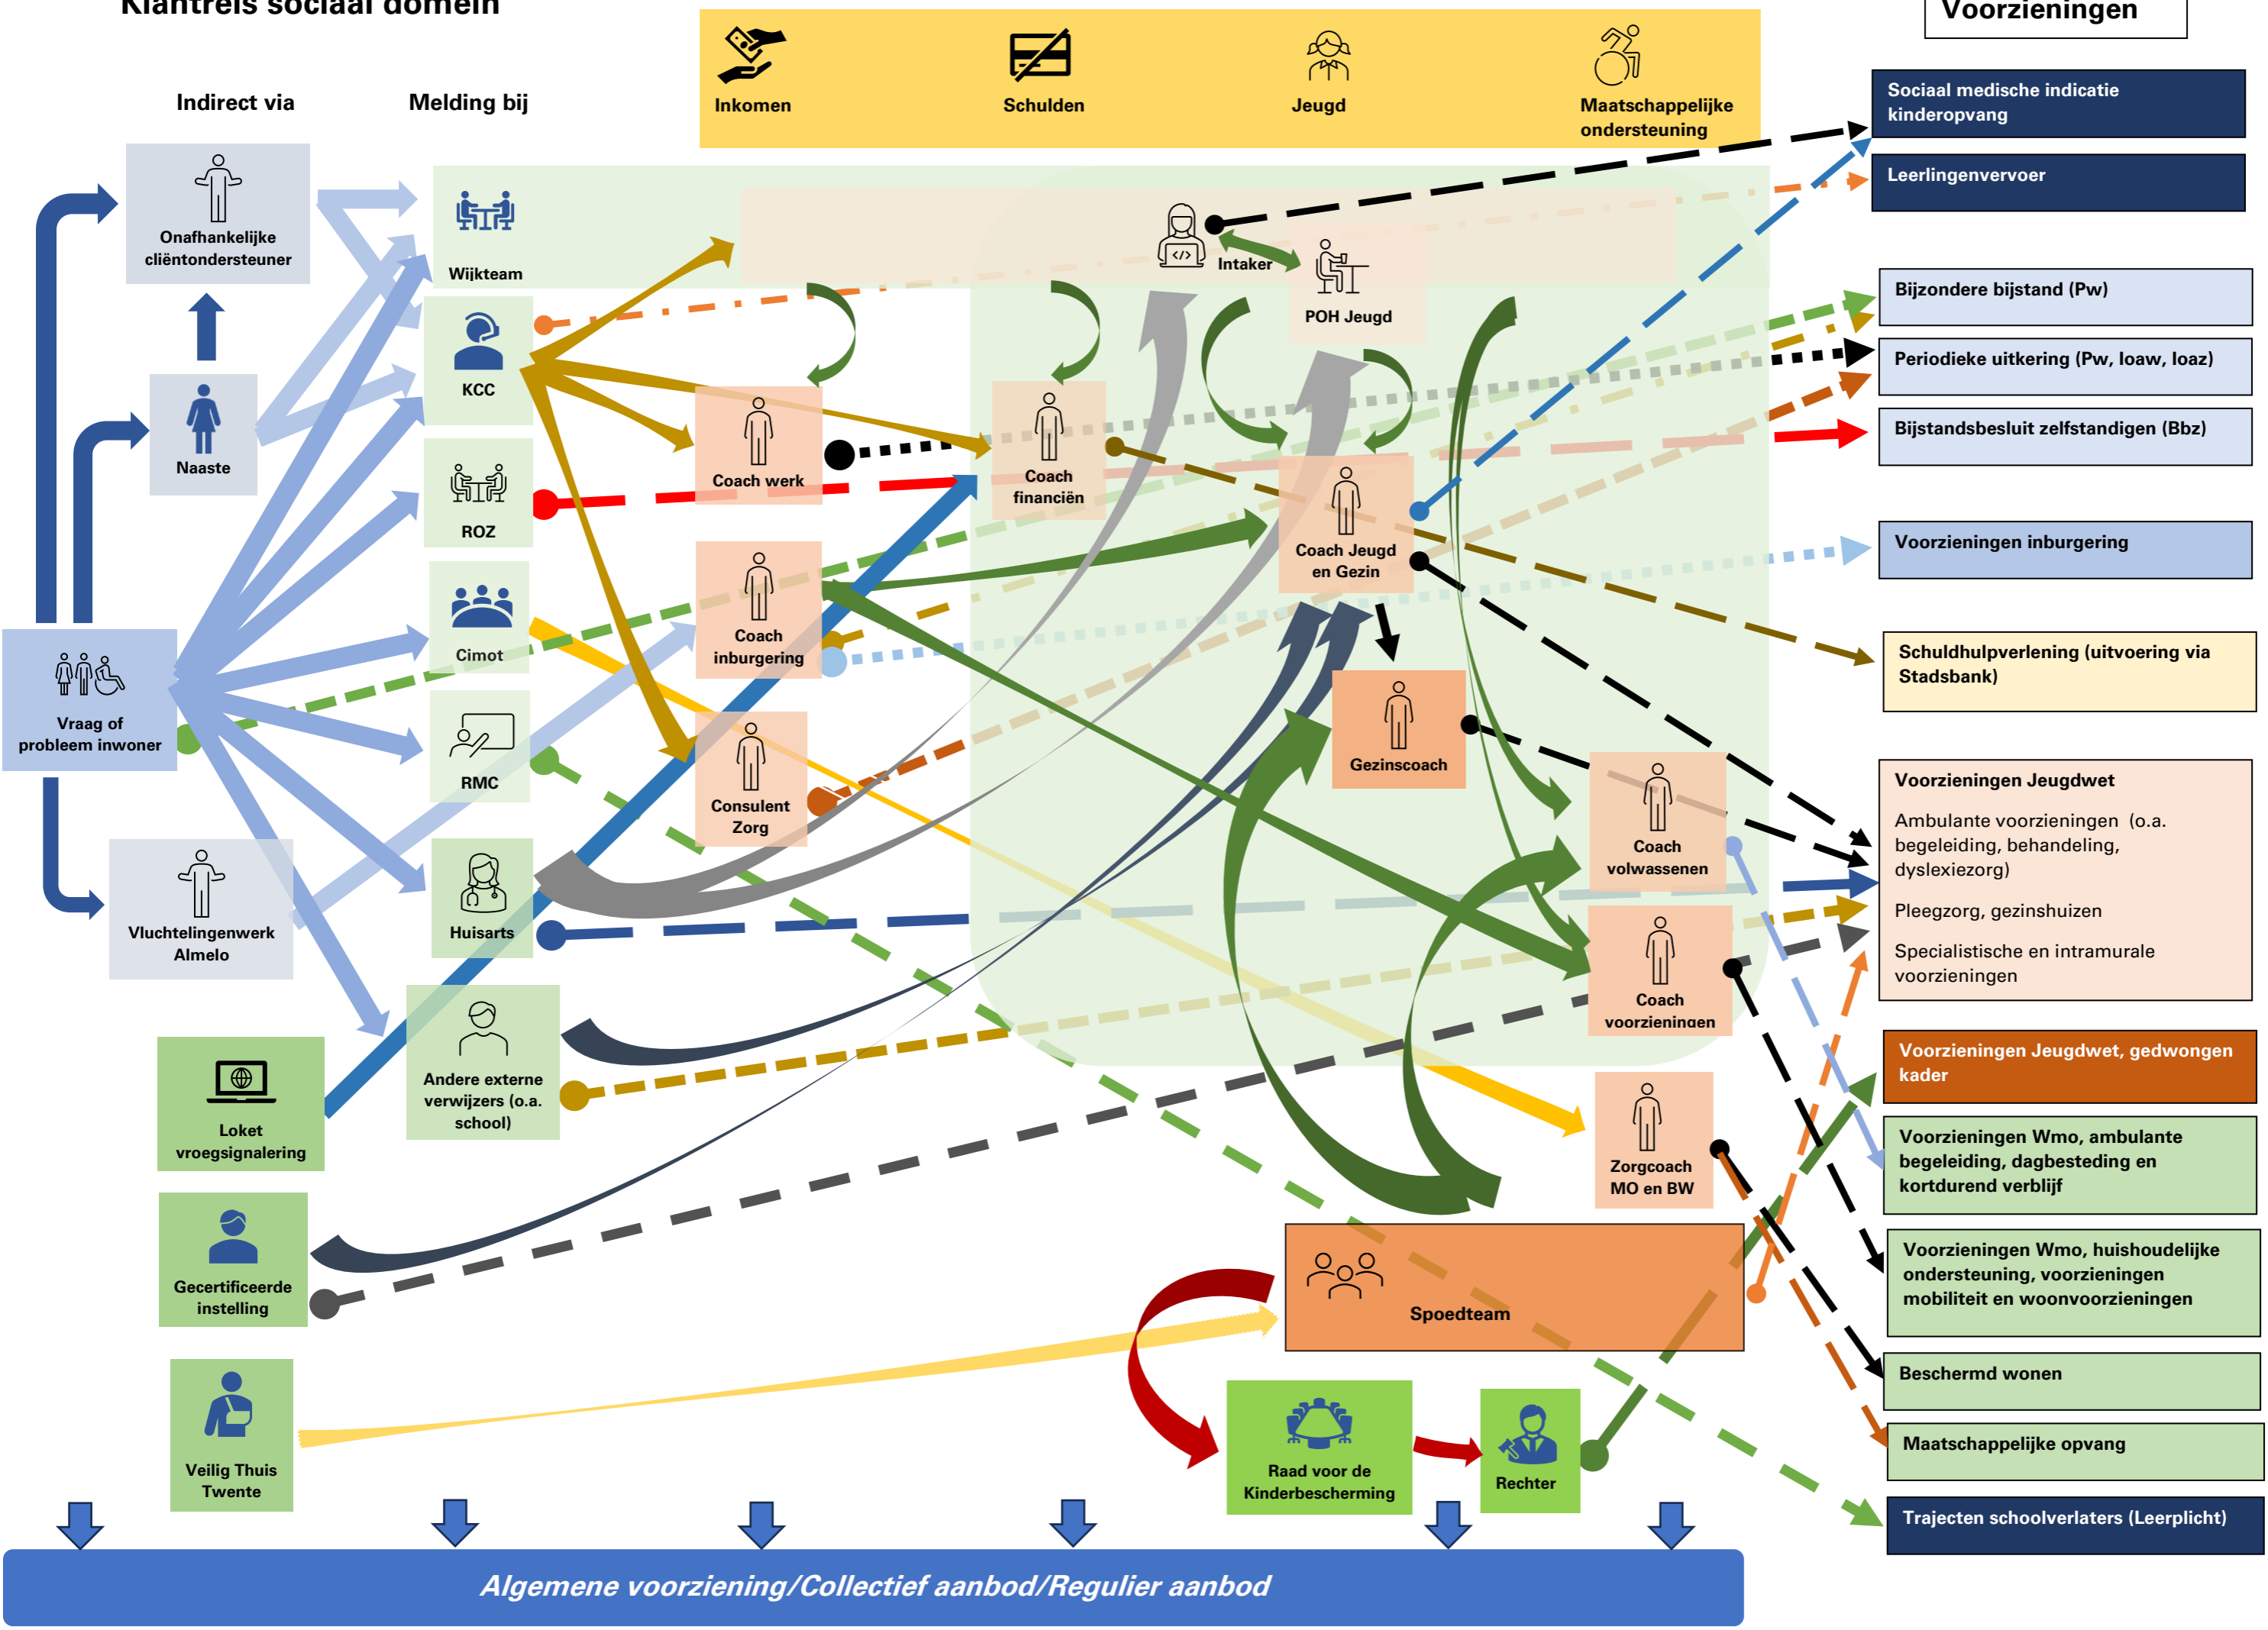 Klantreis sociaal domein
Voorzieningen
Indirect via
Melding bij
Inkomen
Schulden
Jeugd
Maatschappelijke
ondersteuning
Onafhankelijke
cliëntondersteuner
Naaste
Vraag of
probleem inwoner
Vluchtelingenwerk
Almelo
Loket
vroegsignalering
Gecertificeerde
instelling
Veilig Thuis
Twente
Wijkteam
KCC
ROZ
Cimot
RMC
Huisarts
Andere externe
verwijzers (o.a.
school)
Intaker
POH Jeugd
Coach werk
Coach
inburgering
Consulent
Zorg
Coach
financiën
Coach Jeugd
en Gezin
Gezinscoach
Coach
volwassenen
Coach
voorzieningen
Zorgcoach
MO en BW
Spoedteam
Raad voor de
Kinderbescherming
Rechter
Sociaal medische indicatie
kinderopvang
Leerlingenvervoer
Bijzondere bijstand (Pw)
Periodieke uitkering (Pw, Ioaw, Ioaz)
Bijstandsbesluit zelfstandigen (Bbz)
Voorzieningen inburgering
Schuldhulpverlening (uitvoering via
Stadsbank)
Voorzieningen Jeugdwet
Ambulante voorzieningen (o.a.
begeleiding, behandeling,
dyslexiezorg)
Pleegzorg, gezinshuizen
Specialistische en intramurale
voorzieningen
Voorzieningen Jeugdwet, gedwongen
kader
Voorzieningen Wmo, ambulante
begeleiding, dagbesteding en
kortdurend verblijf
Voorzieningen Wmo, huishoudelijke
ondersteuning, voorzieningen
mobiliteit en woonvoorzieningen
Beschermd wonen
Maatschappelijke opvang
Trajecten schoolverlaters (Leerplicht)
Algemene voorziening/Collectief aanbod/Regulier aanbod